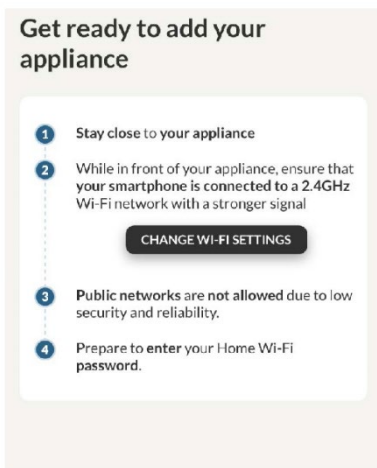 Get ready to add your
appliance
1 Stay close to your appliance
2 While in front of your appliance, ensure that
your smartphone is connected to a 2.4GHz
Wi-Fi network with a stronger signal
CHANGE WI-FI SETTINGS
3 Public networks are not allowed due to low
security and reliability.
4 Prepare to enter your Home Wi-Fi
password.